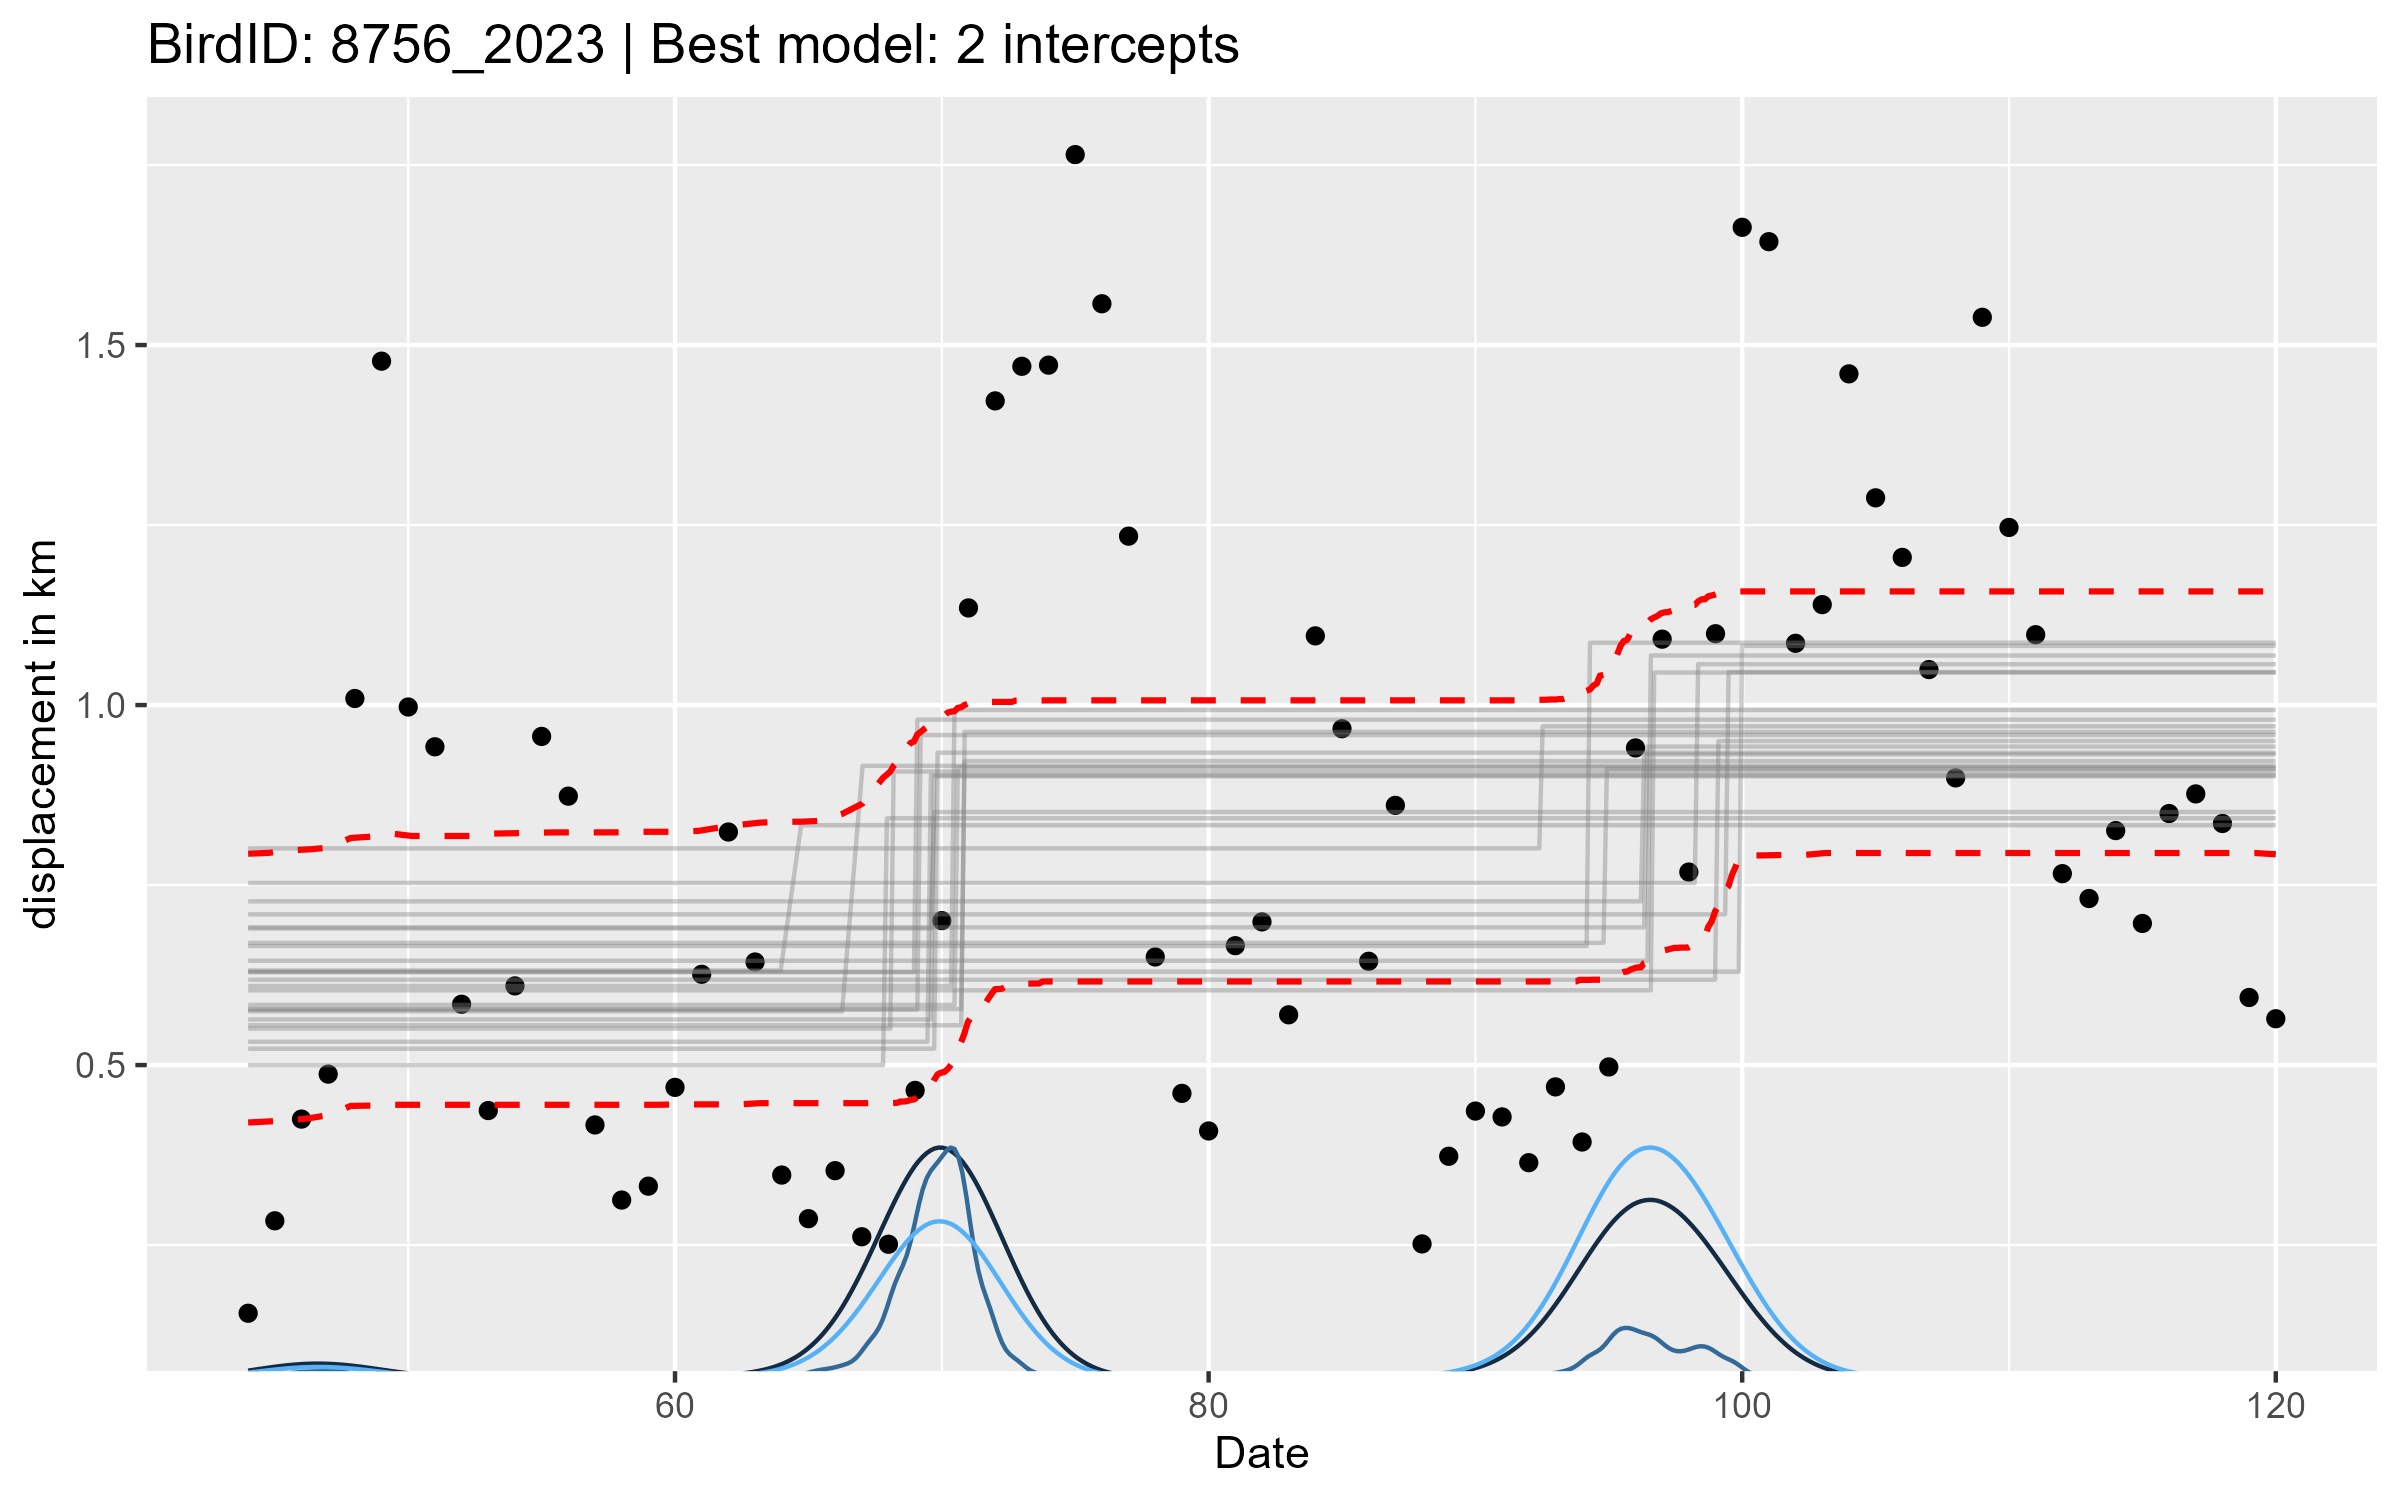 BirdID: 8756_2023 | Best model: 2 intercepts
displacement in km
1.5
1.0
0.5
60
80
100
120
Date